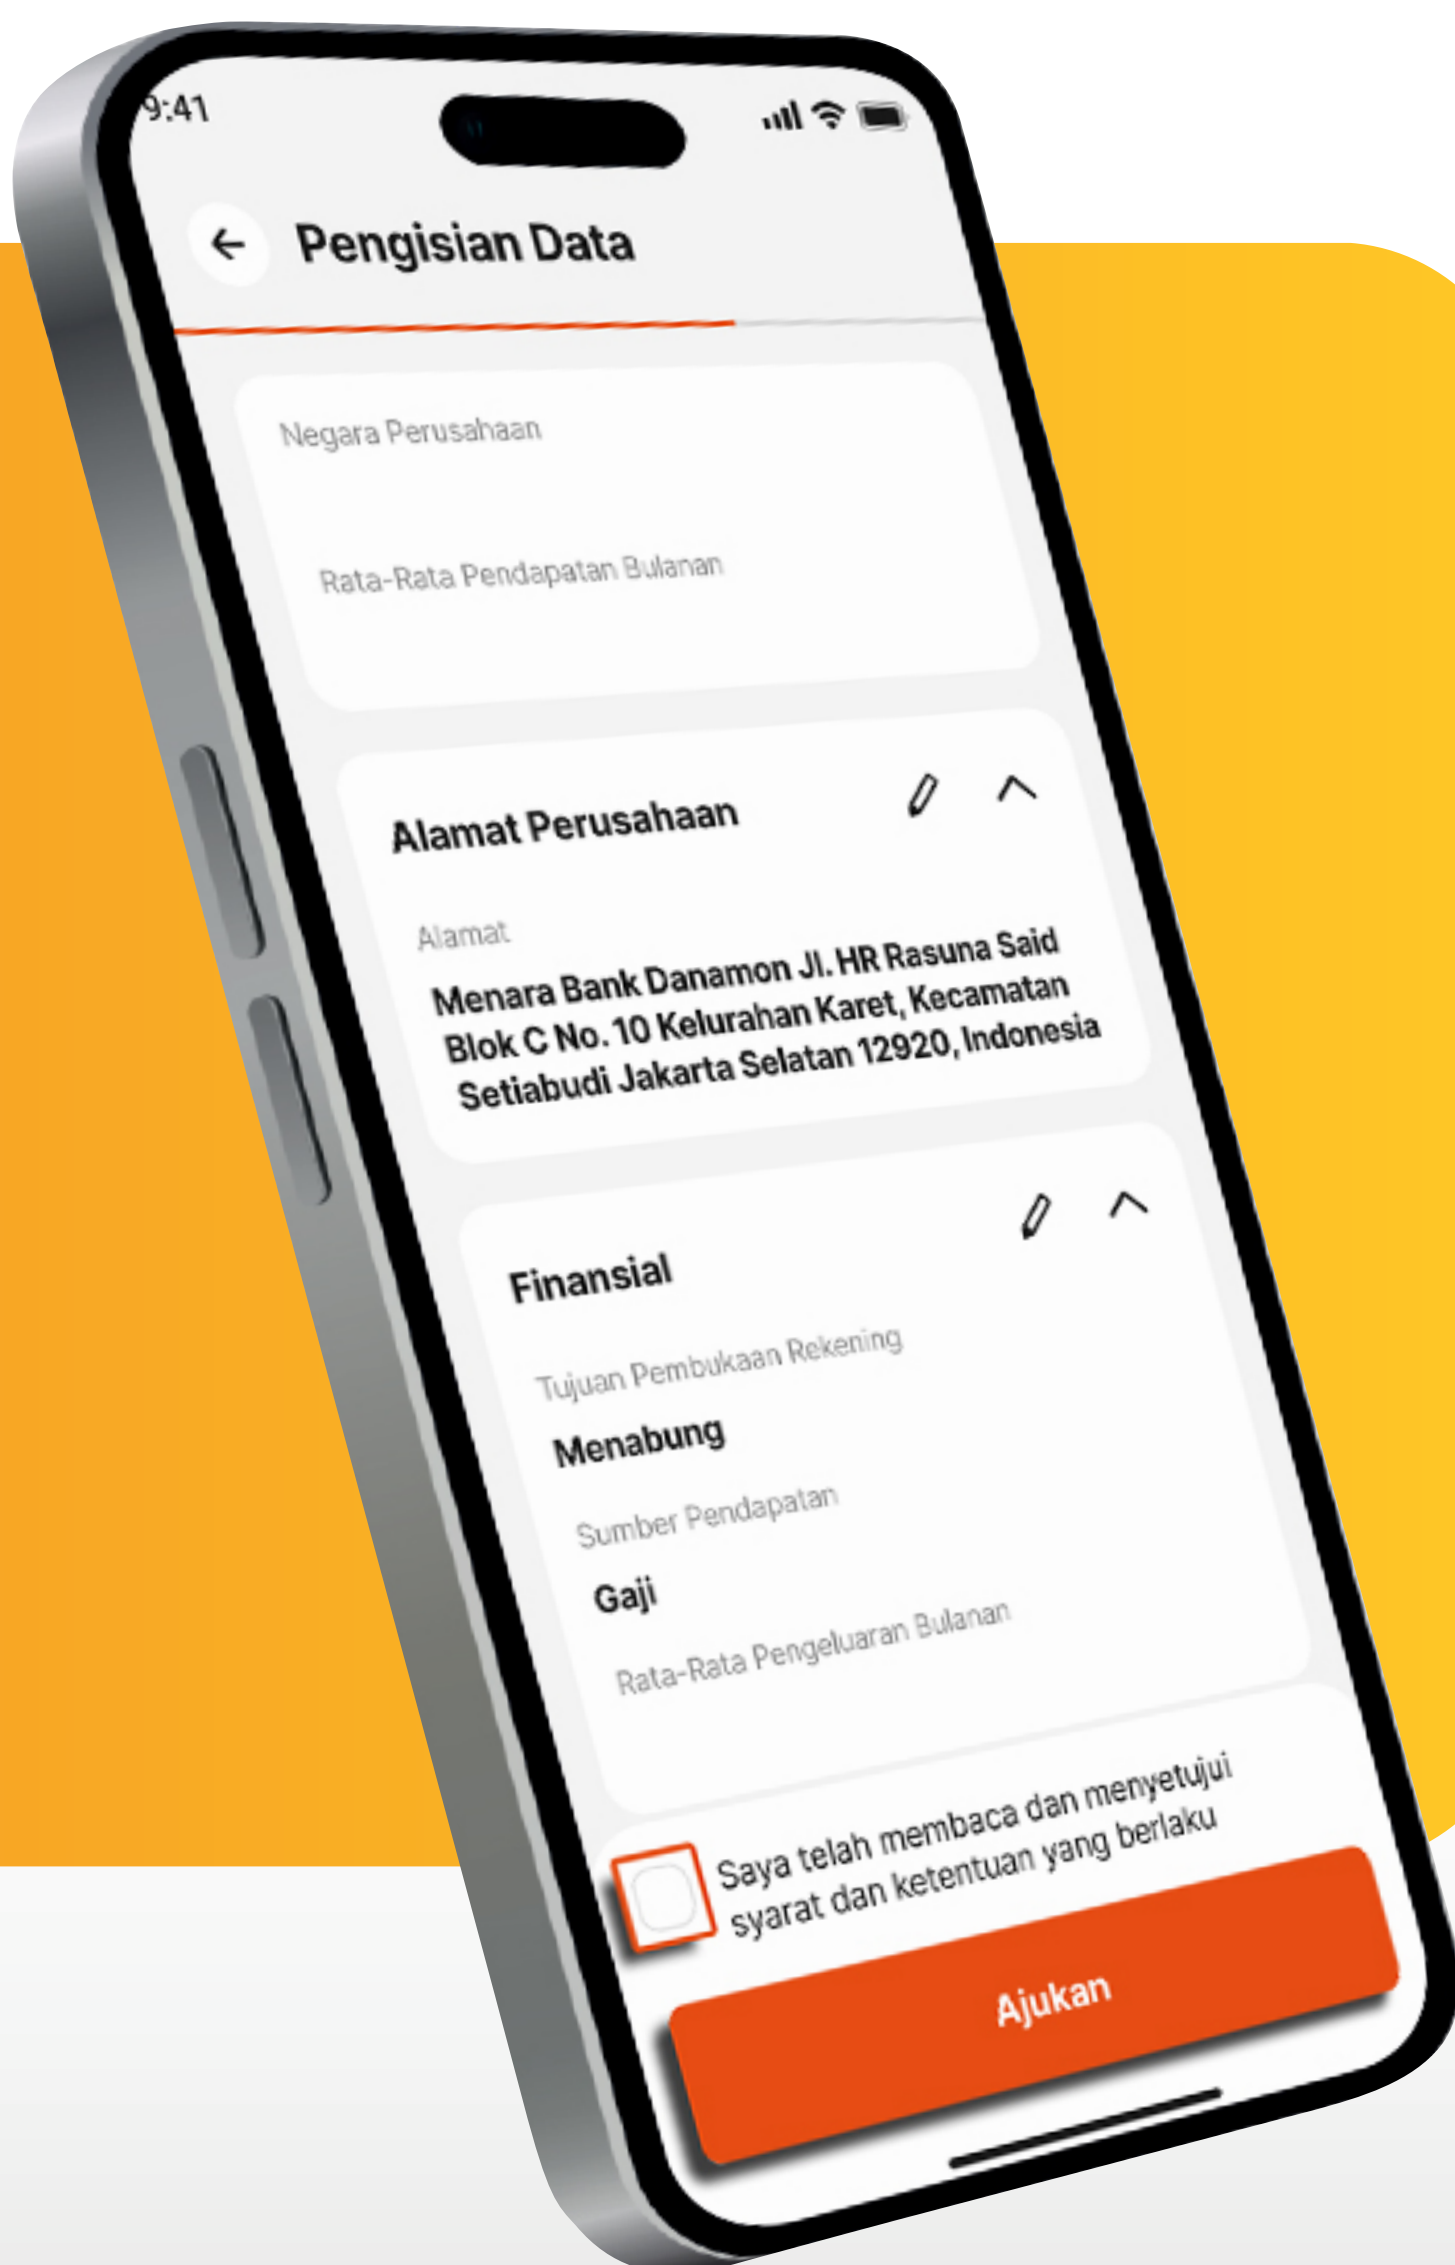 9:41
Pengisian Data
Negara Perusahaan
Rata-Rata Pendapatan Bulanan
Alamat Perusahaan
Alamat
Menara Bank Danamon Jl. HR Rasuna Said
Blok C No. 10 Kelurahan Karet, Kecamatan
Setiabudi Jakarta Selatan 12920, Indonesia
Finansial
Tujuan Pembukaan Rekening
Menabung
Sumber Pendapatan
Gaji
Rata-Rata Pengeluaran Bulanan
Saya telah membaca dan menyetujui
syarat dan ketentuan yang berlaku
Ajukan